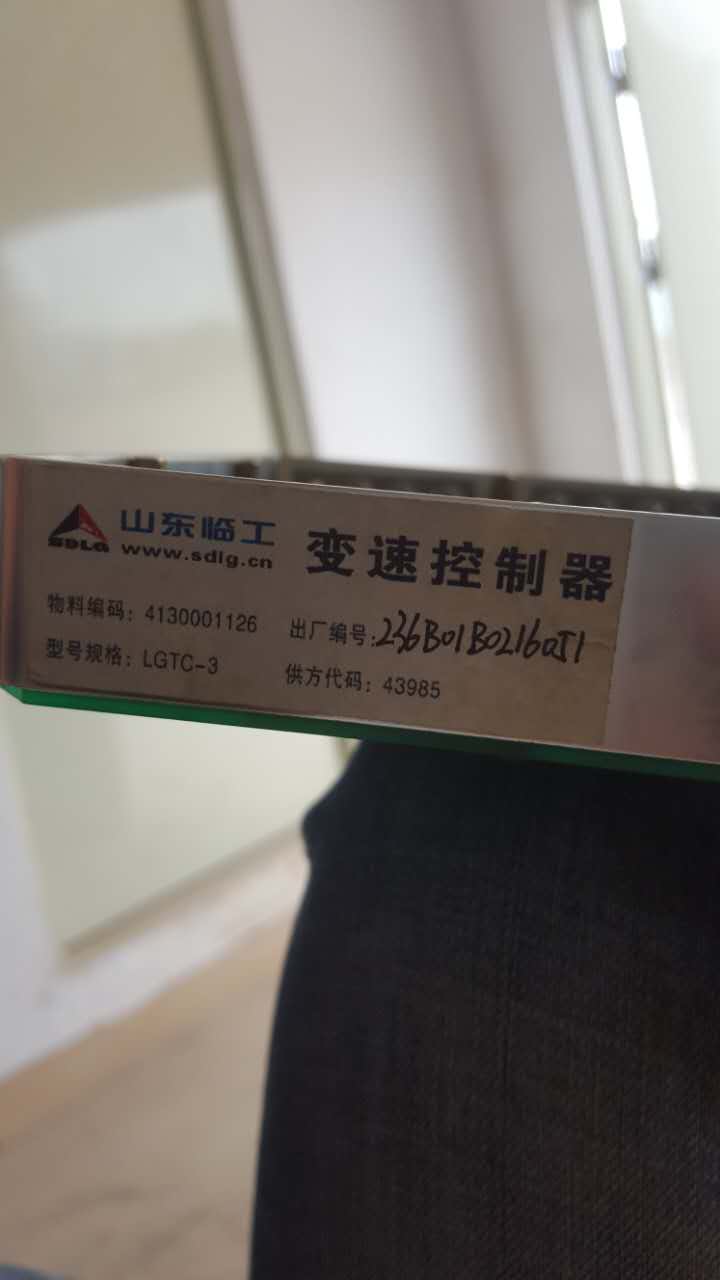 SDLG
山东临工
www.sdlg.cn
变速控制器
物料编码：4130001126
出厂编号：236B01B02160J1
型号规格：LGTC-3
供方代码：43985